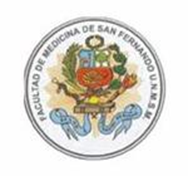 FACULTAD DE MEDICINA DE SAN FERNANDO U.N.M.S.M.